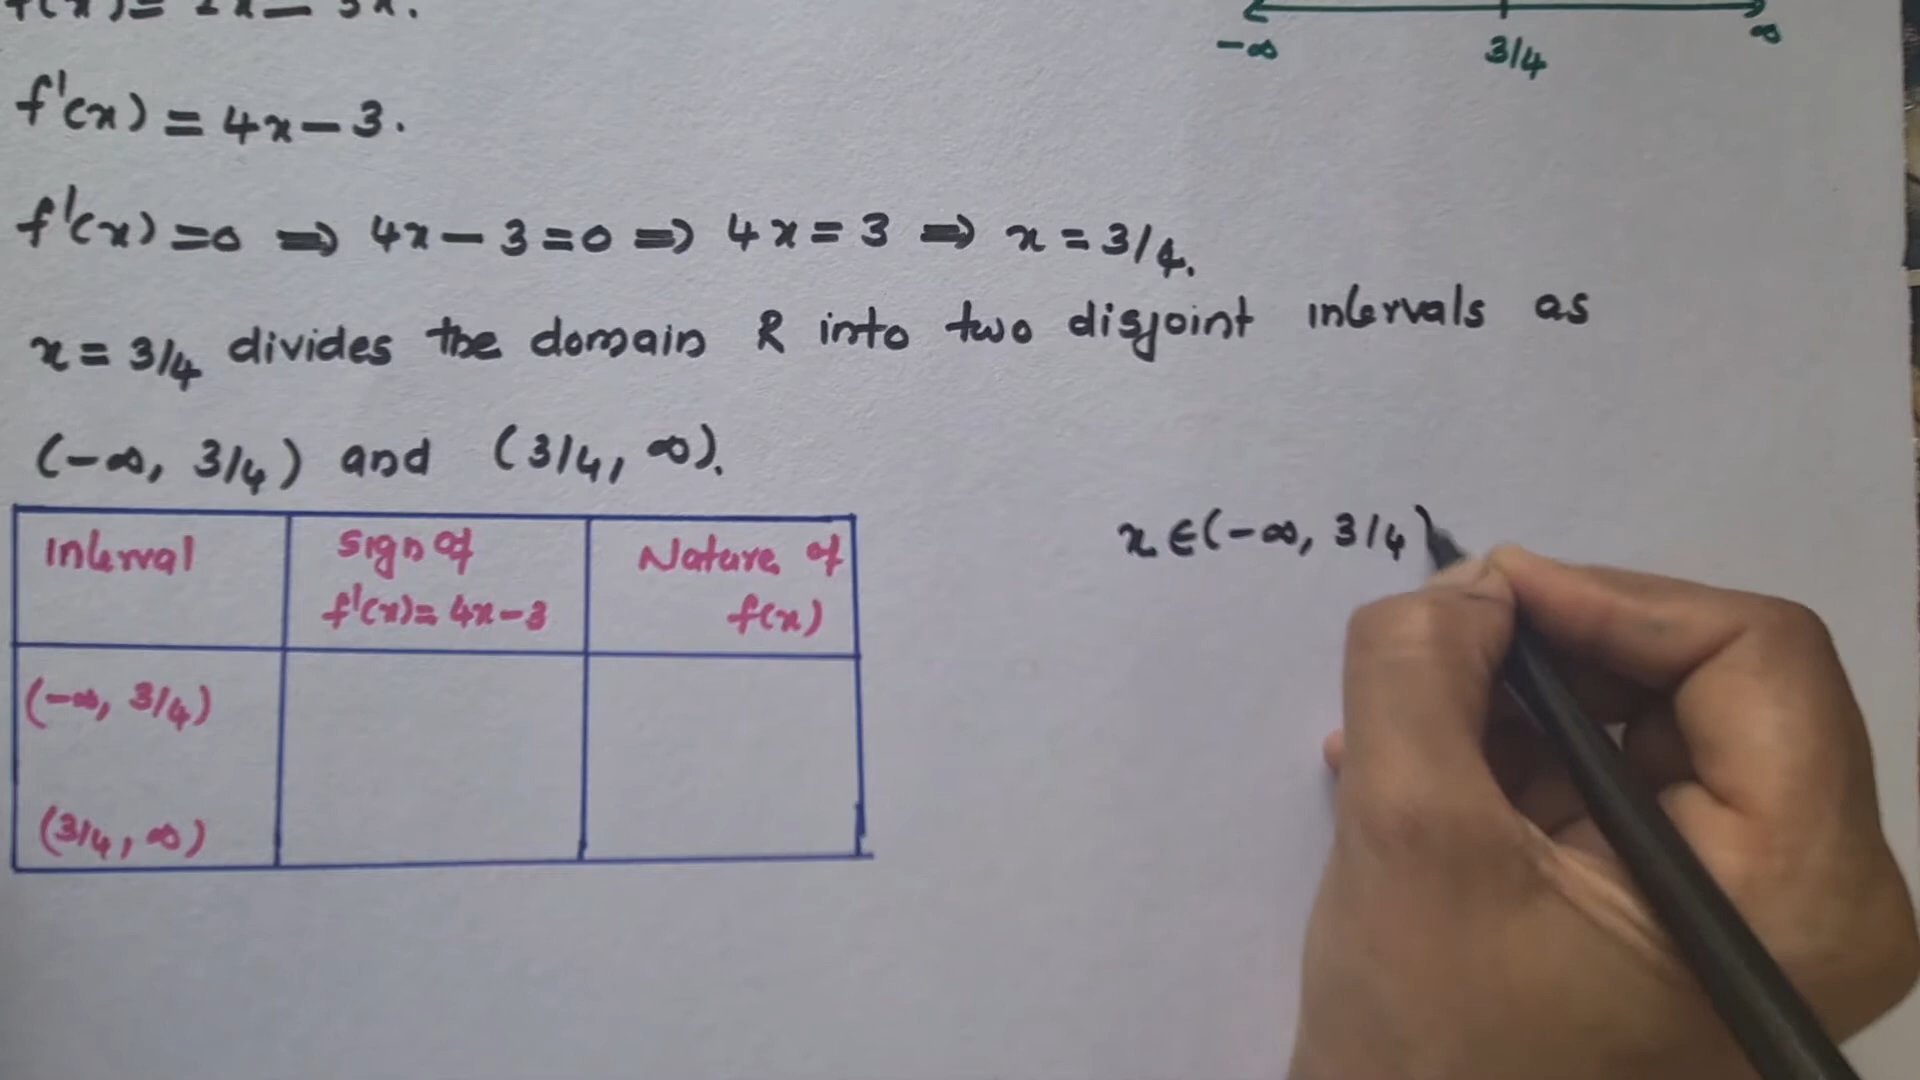 -∞ 3/4 ∞
f'(x) = 4x - 3.
f'(x) = 0 ⇒ 4x - 3 = 0 ⇒ 4x = 3 ⇒ x = 3/4.
x = 3/4 divides the domain R into two disjoint intervals as
(-∞, 3/4) and (3/4, ∞).
x ∈ (-∞, 3/4)
Interval
Sign of
f'(x) = 4x - 3
Nature of
f(x)
(-∞, 3/4)
(3/4, ∞)